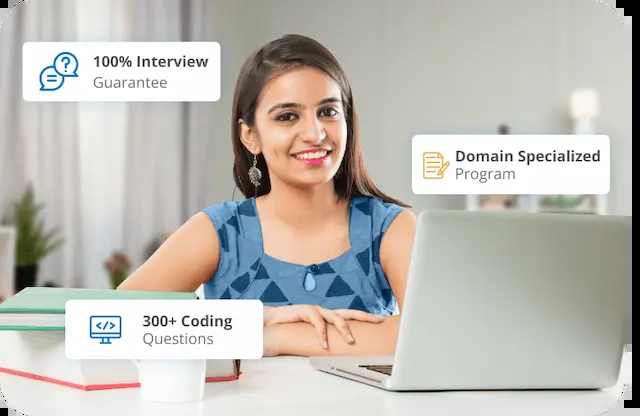 100% Interview
Guarantee
Domain Specialized
Program
300+ Coding
Questions